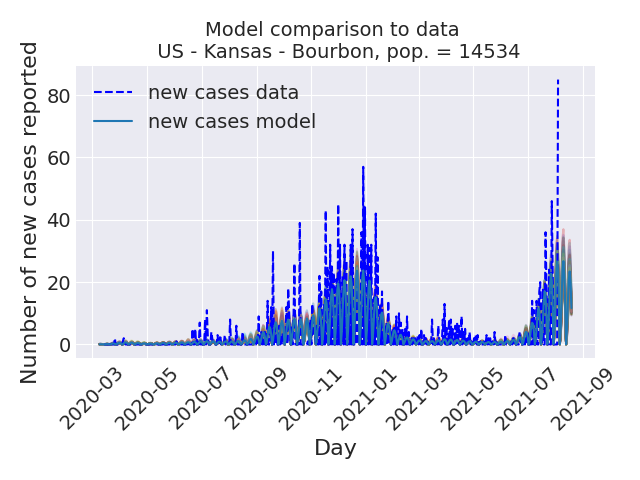 Model comparison to data
US - Kansas - Bourbon, pop. = 14534
Number of new cases reported
80
60
40
20
0
new cases data
new cases model
2020-03
2020-05
2020-07
2020-09
2020-11
2021-01
2021-03
2021-05
2021-07
2021-09
Day